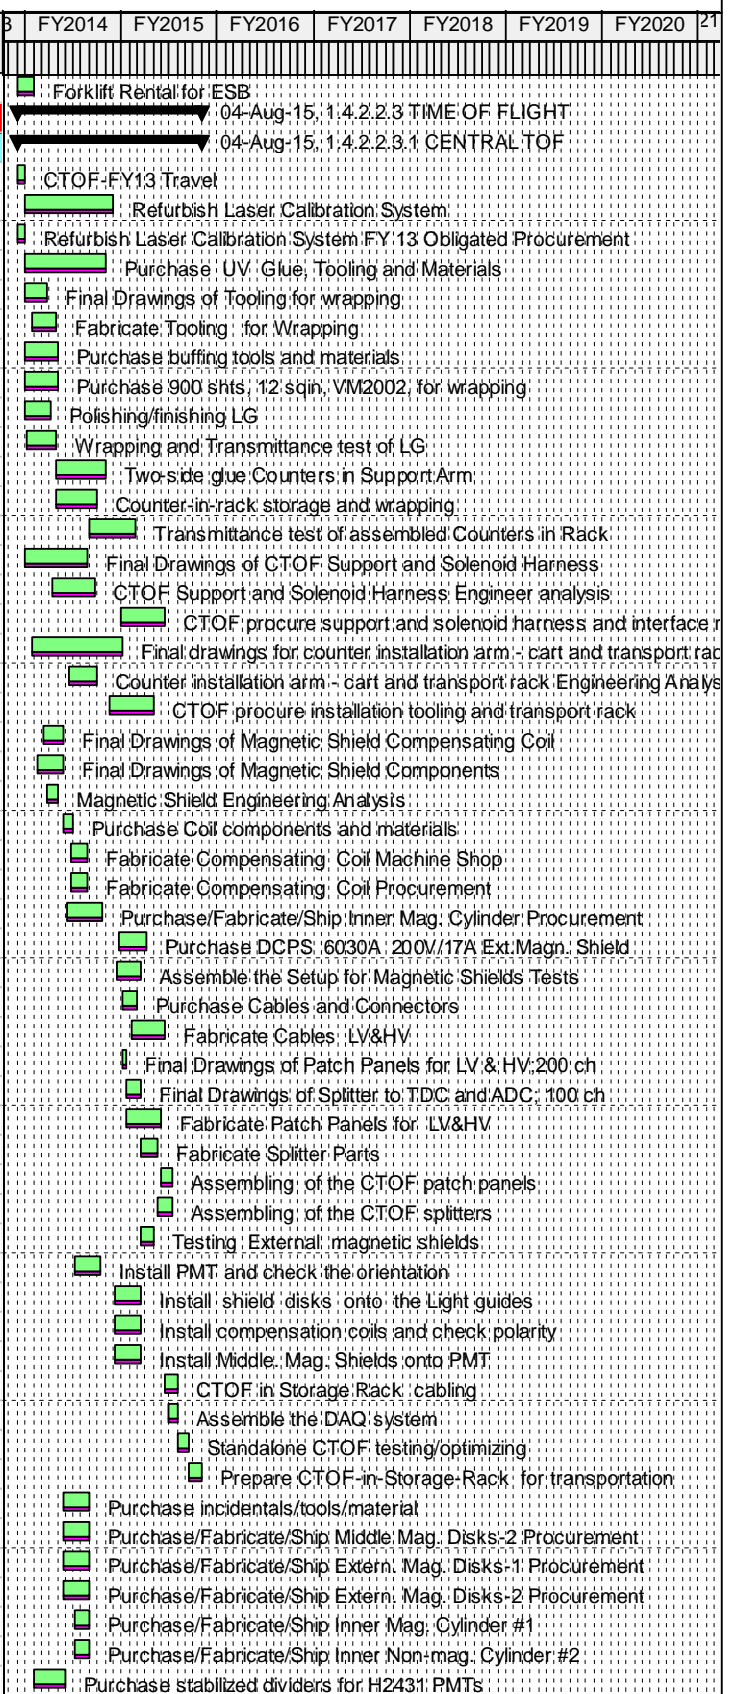 3 FY2014 FY2015 FY2016 FY2017 FY2018 FY2019 FY2020 21
Forklift Rental for ESB
04-Aug-15, 1.4.2.2.3 TIME OF FLIGHT
04-Aug-15, 1.4.2.2.3.1 CENTRAL TOF
CTOF-FY13 Travel
Refurbish Laser Calibration System
Refurbish Laser Calibration System FY 13 Obligated Procurement
Purchase UV Glue, Tooling and Materials
Final Drawings of Tooling for wrapping
Fabricate Tooling for Wrapping
Purchase buffing tools and materials
Purchase 900 shts, 12 sqin, VM2002, for wrapping
Polishing/finishing LG
Wrapping and Transmittance test of LG
Two-side glue Counters in Support Arm
Counter-in-rack storage and wrapping
Transmittance test of assembled Counters in Rack
Final Drawings of CTOF Support and Solenoid Harness
CTOF Support and Solenoid Harness Engineer analysis
CTOF procure support and solenoid harness and interface r
Final drawings for counter installation arm - cart and transport rac
Counter installation arm - cart and transport rack Engineering Analys
CTOF procure installation tooling and transport rack
Final Drawings of Magnetic Shield Compensating Coil
Final Drawings of Magnetic Shield Components
Magnetic Shield Engineering Analysis
Purchase Coil components and materials
Fabricate Compensating Coil Machine Shop
Fabricate Compensating Coil Procurement
Purchase/Fabricate/Ship Inner Mag. Cylinder Procurement
Purchase DCPS 6030A 200V/17A Ext.Magn. Shield
Assemble the Setup for Magnetic Shields Tests
Purchase Cables and Connectors
Fabricate Cables LV&HV
Final Drawings of Patch Panels for LV & HV;200 ch
Final Drawings of Splitter to TDC and ADC; 100 ch
Fabricate Patch Panels for LV&HV
Fabricate Splitter Parts
Assembling of the CTOF patch panels
Assembling of the CTOF splitters
Testing External magnetic shields
Install PMT and check the orientation
Install shield disks onto the Light guides
Install compensation coils and check polarity
Install Middle. Mag. Shields onto PMT
CTOF in Storage Rack cabling
Assemble the DAQ system
Standalone CTOF testing/optimizing
Prepare CTOF-in-Storage-Rack for transportation
Purchase incidentals/tools/material
Purchase/Fabricate/Ship Middle Mag. Disks-2 Procurement
Purchase/Fabricate/Ship Extern. Mag. Disks-1 Procurement
Purchase/Fabricate/Ship Extern. Mag. Disks-2 Procurement
Purchase/Fabricate/Ship Inner Mag. Cylinder #1
Purchase/Fabricate/Ship Inner Non-mag. Cylinder #2
Purchase stabilized dividers for H2431 PMTs